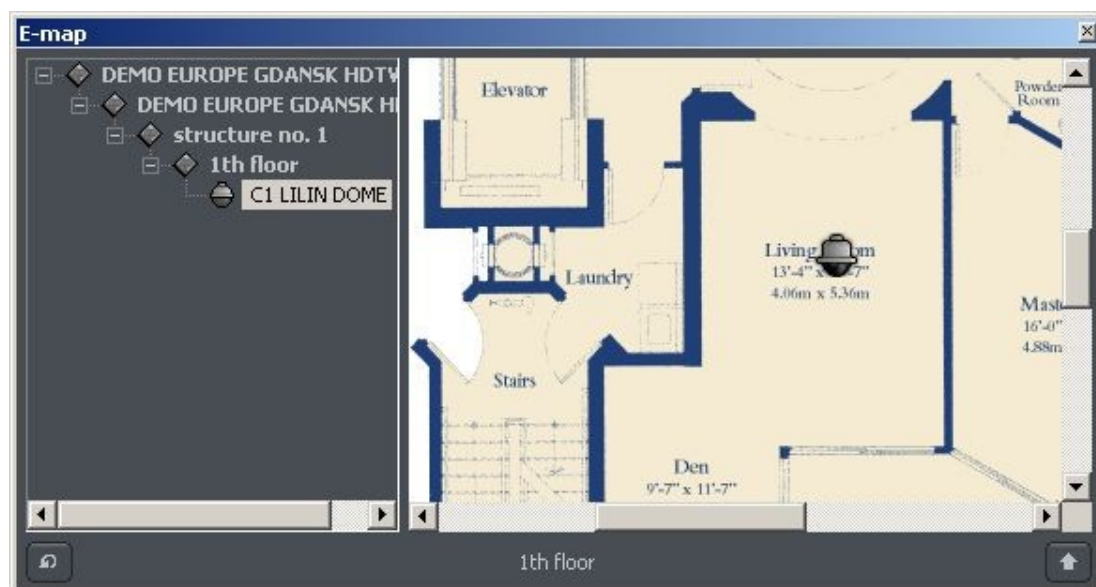 E-map
DEMO EUROPE GDANSK HDTV
DEMO EUROPE GDANSK
structure no. 1
1th floor
C1 LILIN DOME
Elevator
Powder
Room
Laundry
Living
13'-4" x
4.06m x 5.36m
16'-0"
4.88m
Stairs
Den
9'-7" x 11'-7"
1th floor